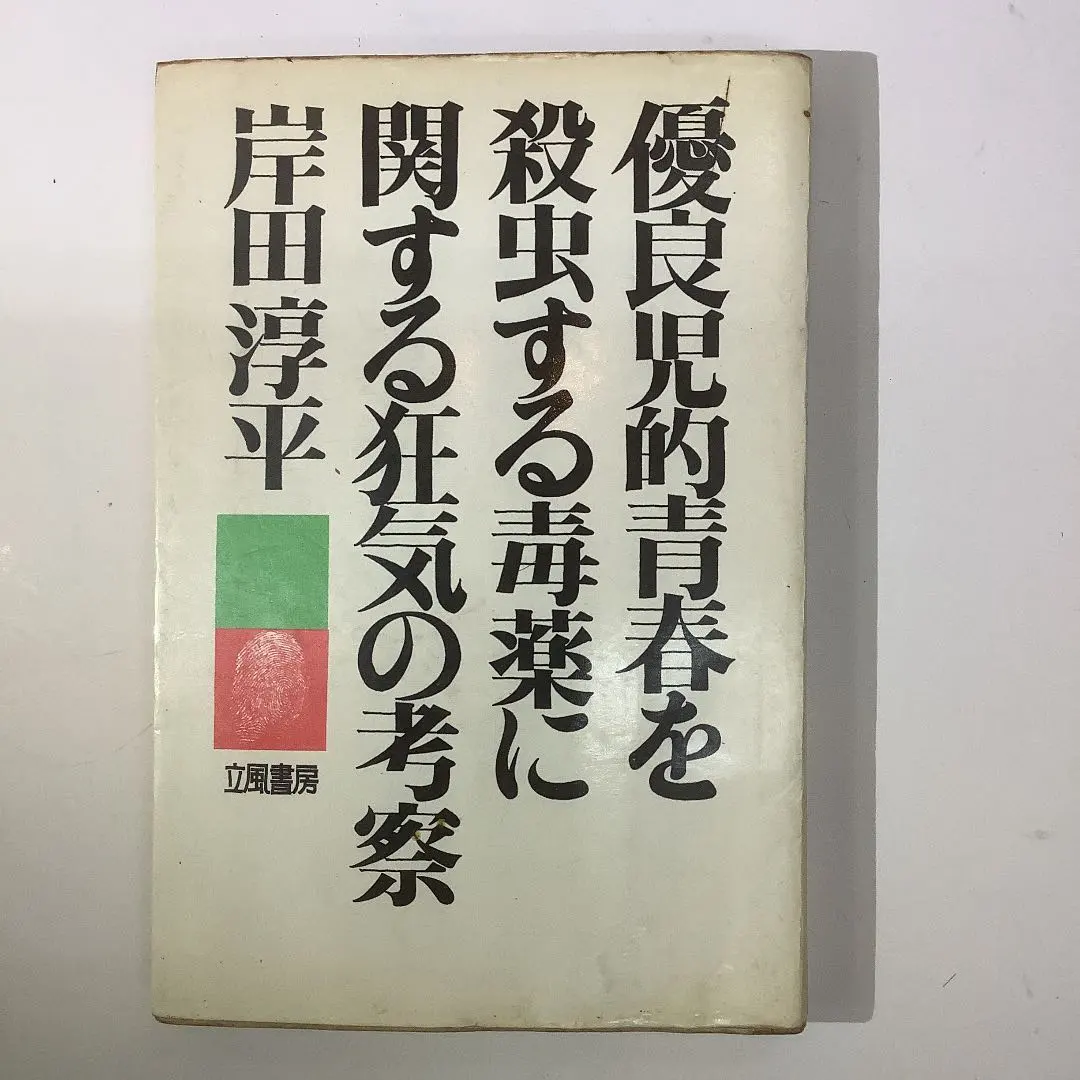 優良児的青春を
殺虫する毒薬に
関する狂気の考察
岸田淳平
立風書房